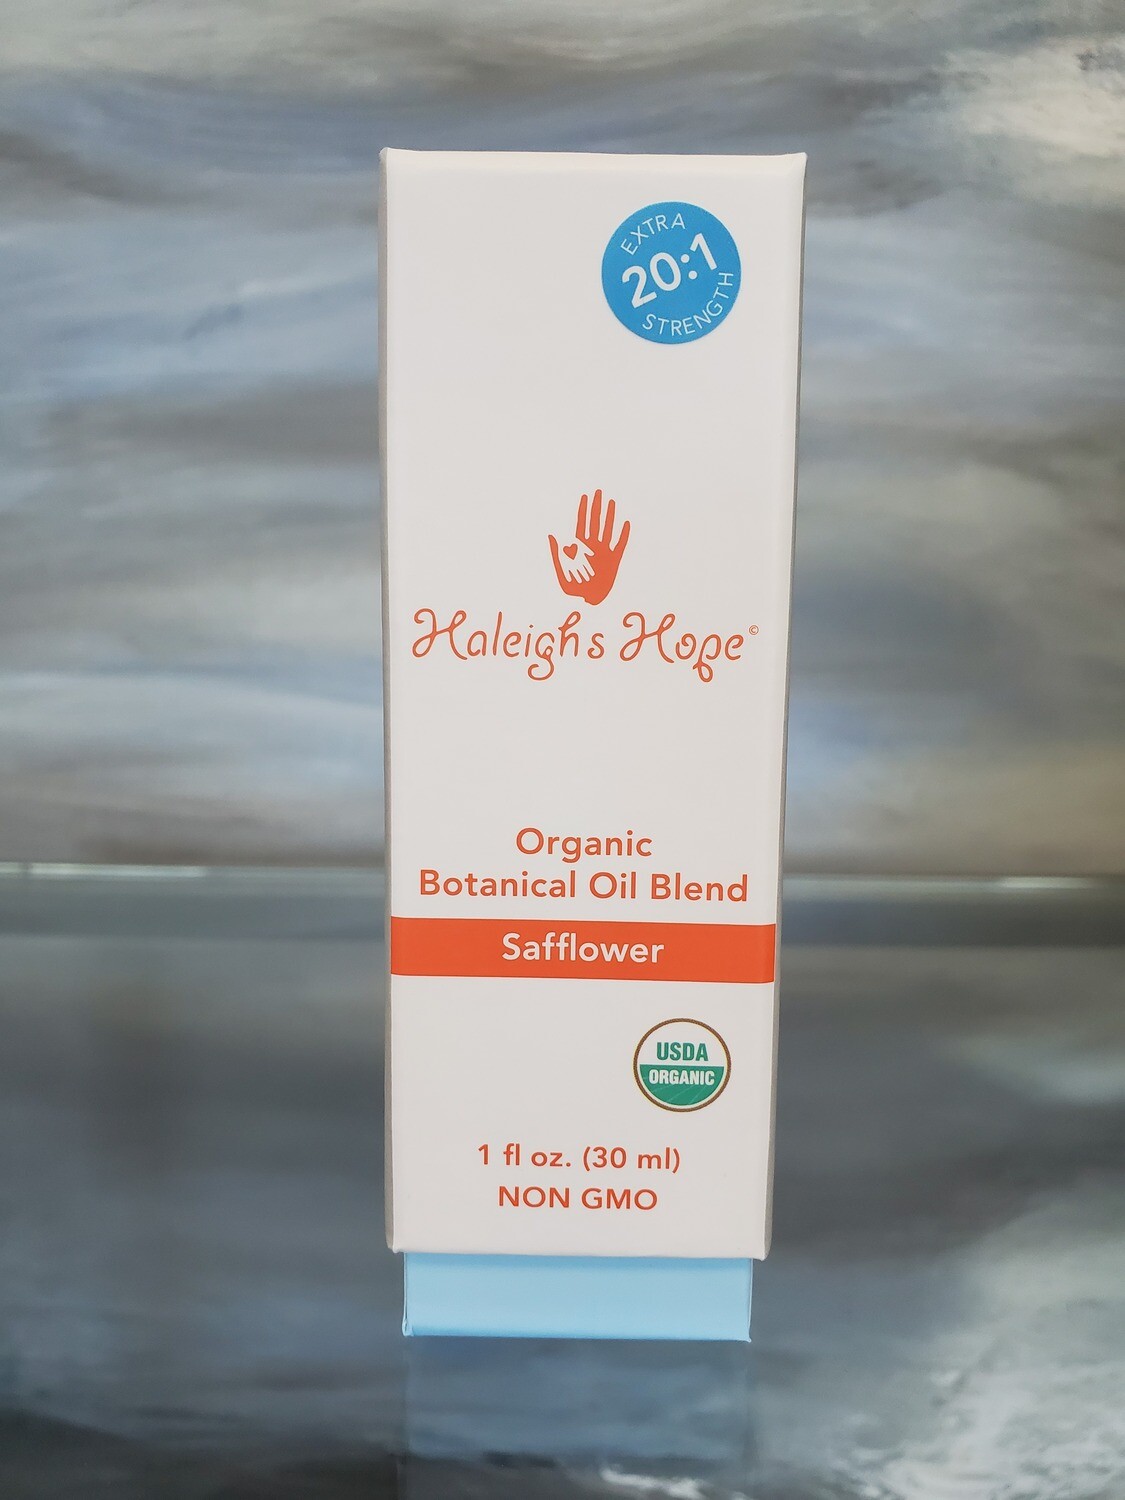 EXTRA
20:1
STRENGTH
Haleighs Hope©
Organic
Botanical Oil Blend
Safflower
USDA
ORGANIC
1 fl oz. (30 ml)
NON GMO